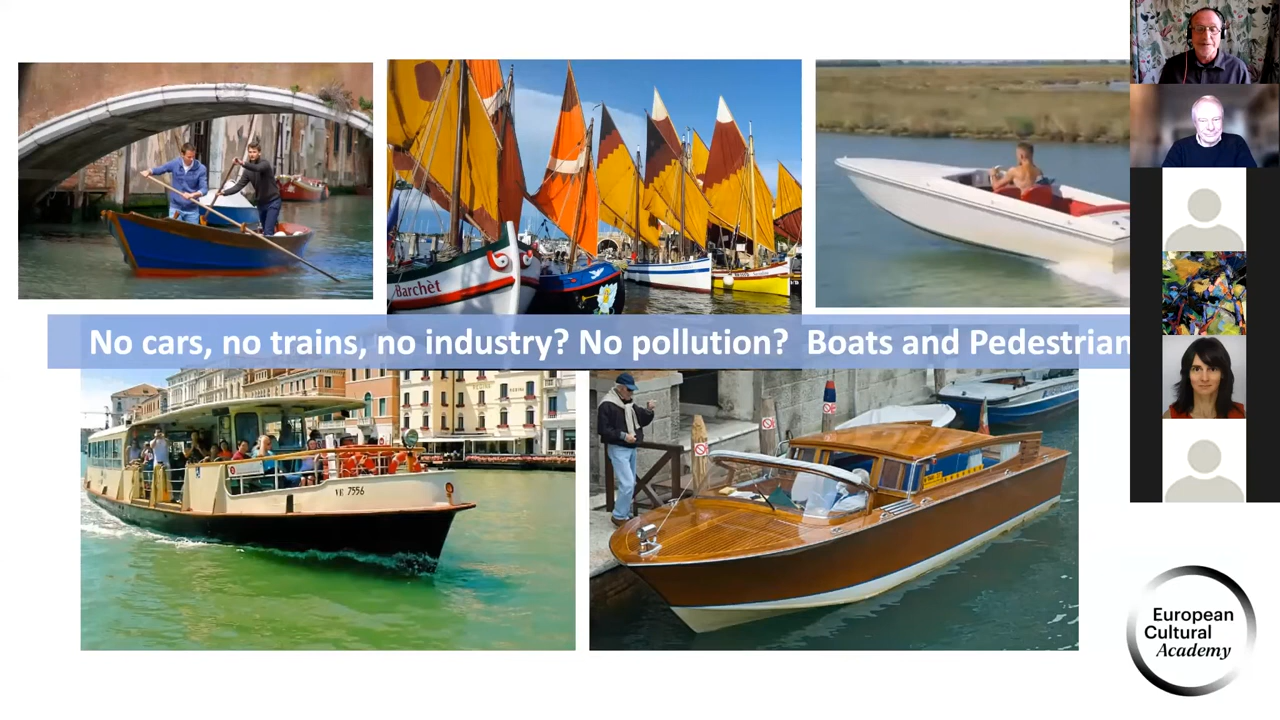 Barchèt
No cars, no trains, no industry? No pollution?  Boats and Pedestrian
VE 7556
European
Cultural
Academy